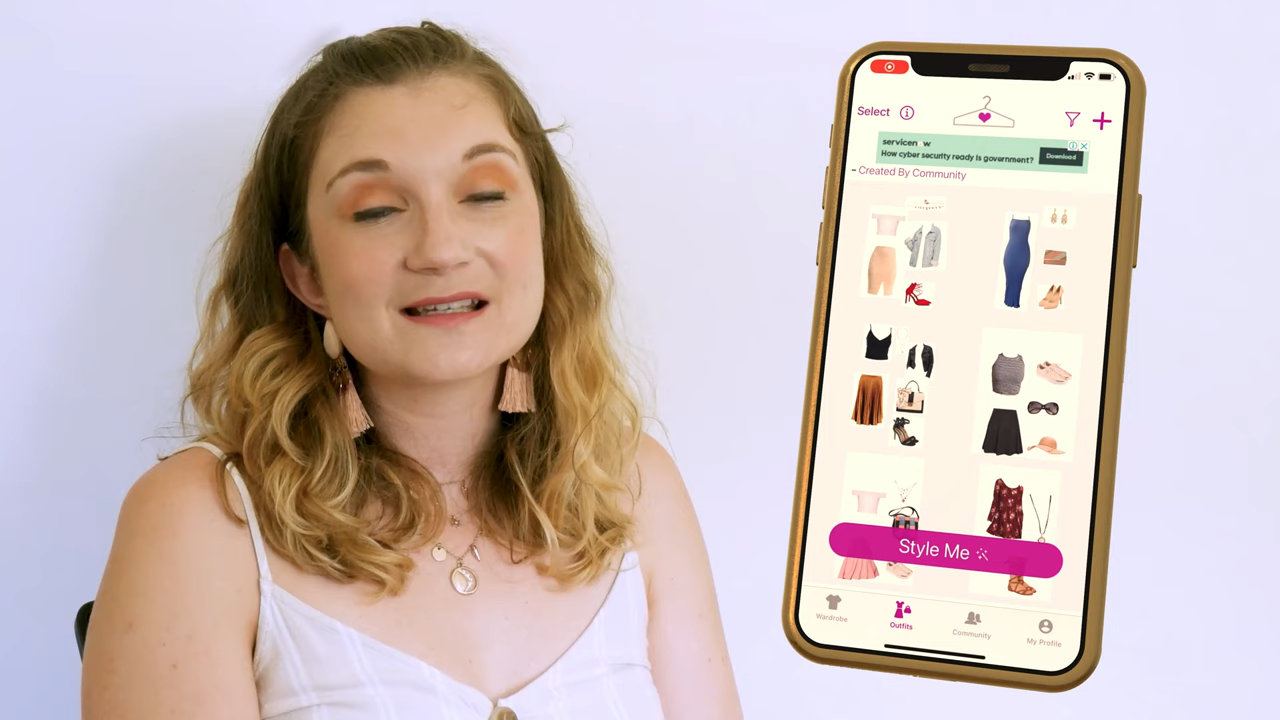 Select
servicenow
How cyber security ready is government?
Download
Created By Community
Style Me
Wardrobe
Outfits
Community
My Profile